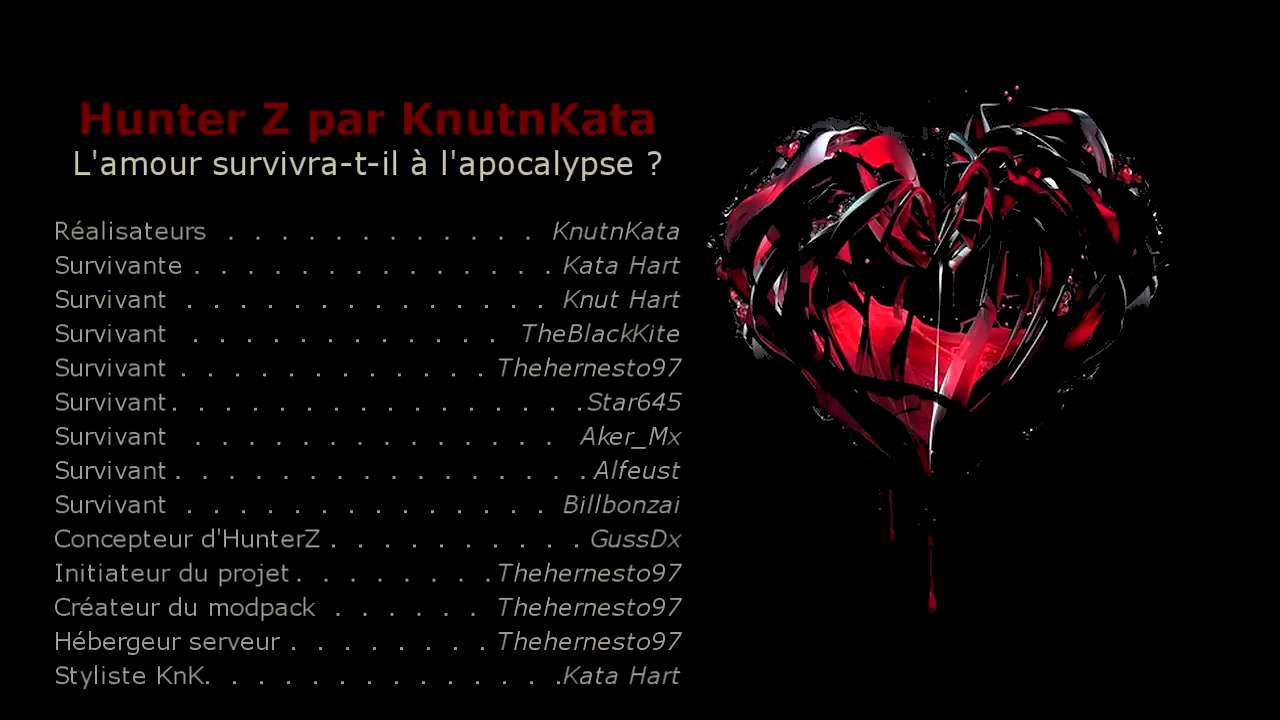 Hunter Z par KnutnKata
L'amour survivra-t-il à l'apocalypse ?
Réalisateurs . . . . . . . . . . . . KnutnKata
Survivante . . . . . . . . . . . . . . Kata Hart
Survivant . . . . . . . . . . . . . . Knut Hart
Survivant . . . . . . . . . . . . TheBlackKite
Survivant . . . . . . . . . . . . Thehernesto97
Survivant . . . . . . . . . . . . . . . . Star645
Survivant . . . . . . . . . . . . . . Aker_Mx
Survivant . . . . . . . . . . . . . . . . Alfeust
Survivant . . . . . . . . . . . . . . Billbonzai
Concepteur d'HunterZ . . . . . . . . . . GussDx
Initiateur du projet . . . . . . . . Thehernesto97
Créateur du modpack . . . . . . Thehernesto97
Hébergeur serveur . . . . . . . . Thehernesto97
Styliste KnK. . . . . . . . . . . . . . Kata Hart